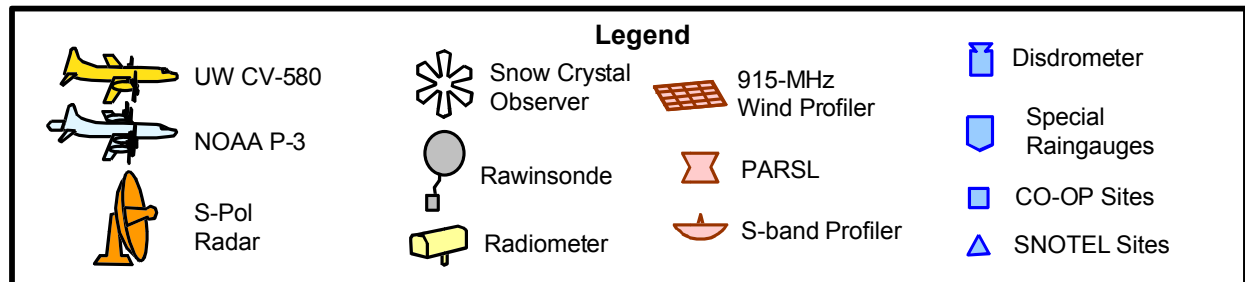 Legend
UW CV-580
NOAA P-3
S-Pol
Radar
Snow Crystal
Observer
Rawinsonde
Radiometer
915-MHz
Wind Profiler
PARSL
S-band Profiler
Disdrometer
Special
Raingauges
CO-OP Sites
SNOTEL Sites